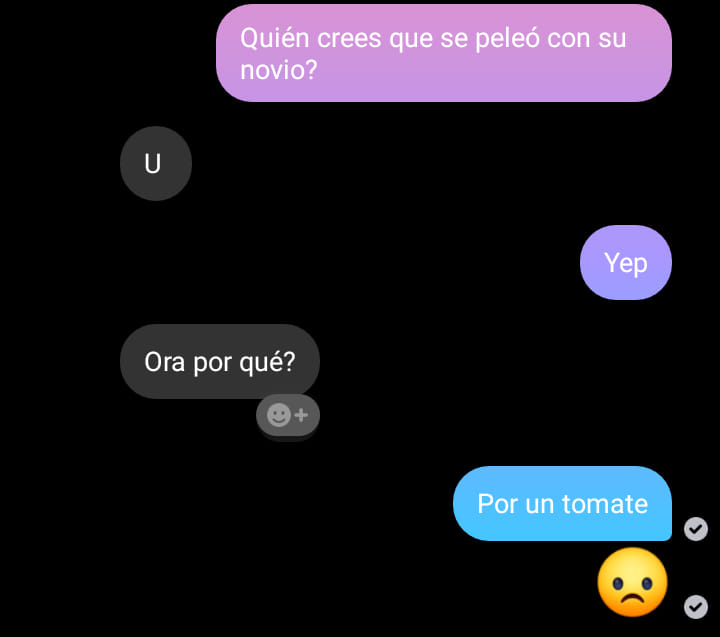 Quién crees que se peleó con su
novio?
U
Yep
Ora por qué?
Por un tomate